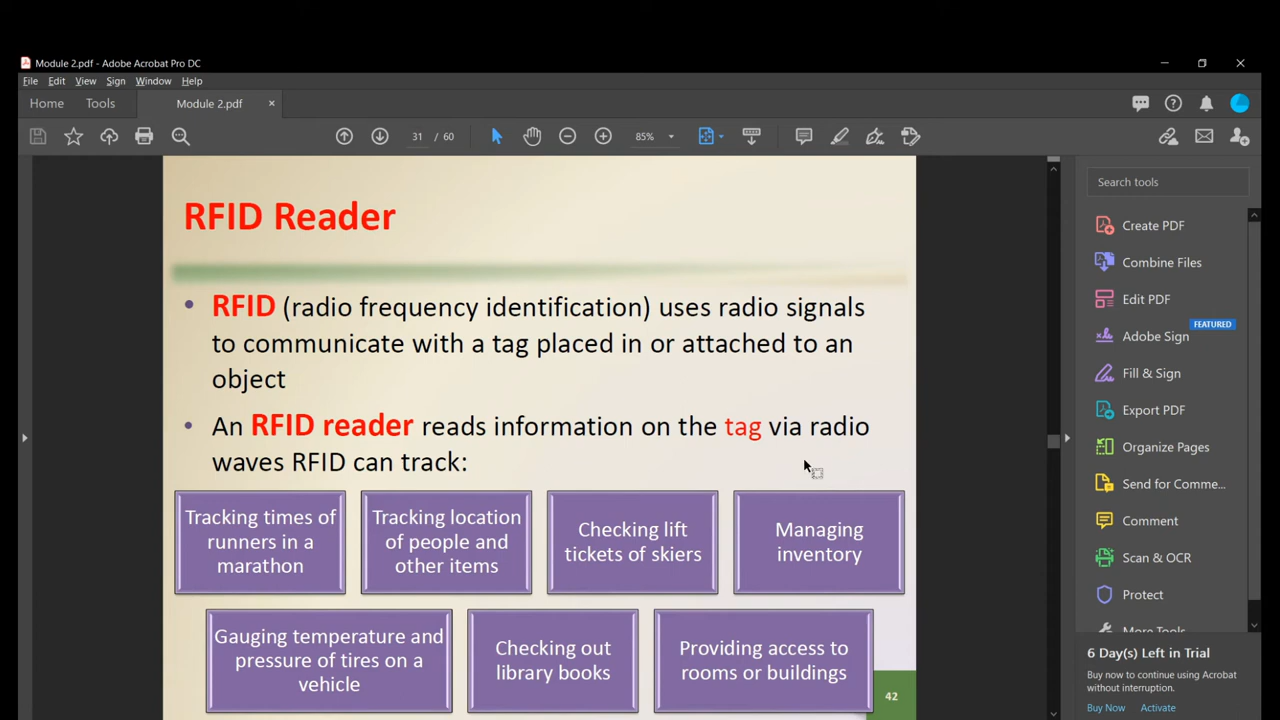 Module 2.pdf - Adobe Acrobat Pro DC
File Edit View Sign Window Help
Home Tools Module 2.pdf ×
31 / 60 85%
RFID Reader
• RFID (radio frequency identification) uses radio signals
to communicate with a tag placed in or attached to an
object
• An RFID reader reads information on the tag via radio
waves RFID can track:
Tracking times of
runners in a
marathon
Tracking location
of people and
other items
Checking lift
tickets of skiers
Managing
inventory
Gauging temperature and
pressure of tires on a
vehicle
Checking out
library books
Providing access to
rooms or buildings
42
Search tools
Create PDF
Combine Files
Edit PDF
FEATURED
Adobe Sign
Fill & Sign
Export PDF
Organize Pages
Send for Comme...
Comment
Scan & OCR
Protect
More Tools
6 Day(s) Left in Trial
Buy now to continue using Acrobat
without interruption.
Buy Now Activate